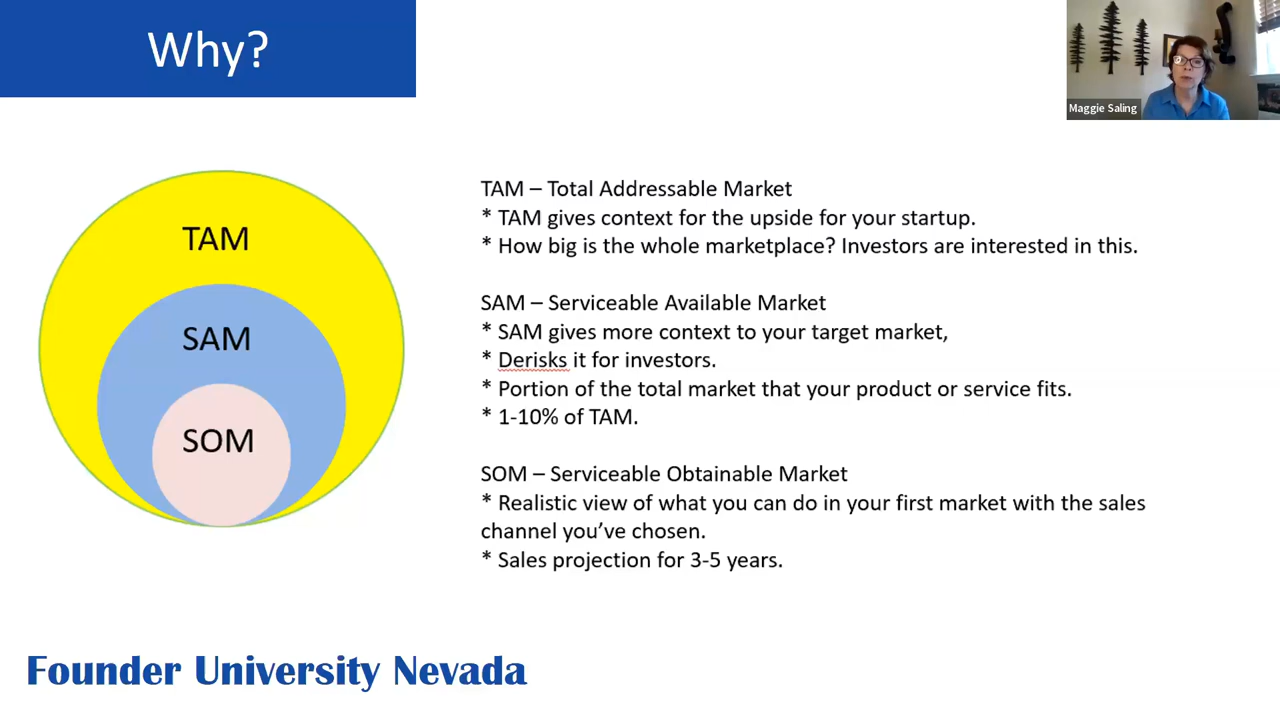 Why?
Maggie Saling
TAM
SAM
SOM
TAM – Total Addressable Market
* TAM gives context for the upside for your startup.
* How big is the whole marketplace? Investors are interested in this.
SAM – Serviceable Available Market
* SAM gives more context to your target market,
* Derisks it for investors.
* Portion of the total market that your product or service fits.
* 1-10% of TAM.
SOM – Serviceable Obtainable Market
* Realistic view of what you can do in your first market with the sales
channel you’ve chosen.
* Sales projection for 3-5 years.
Founder University Nevada